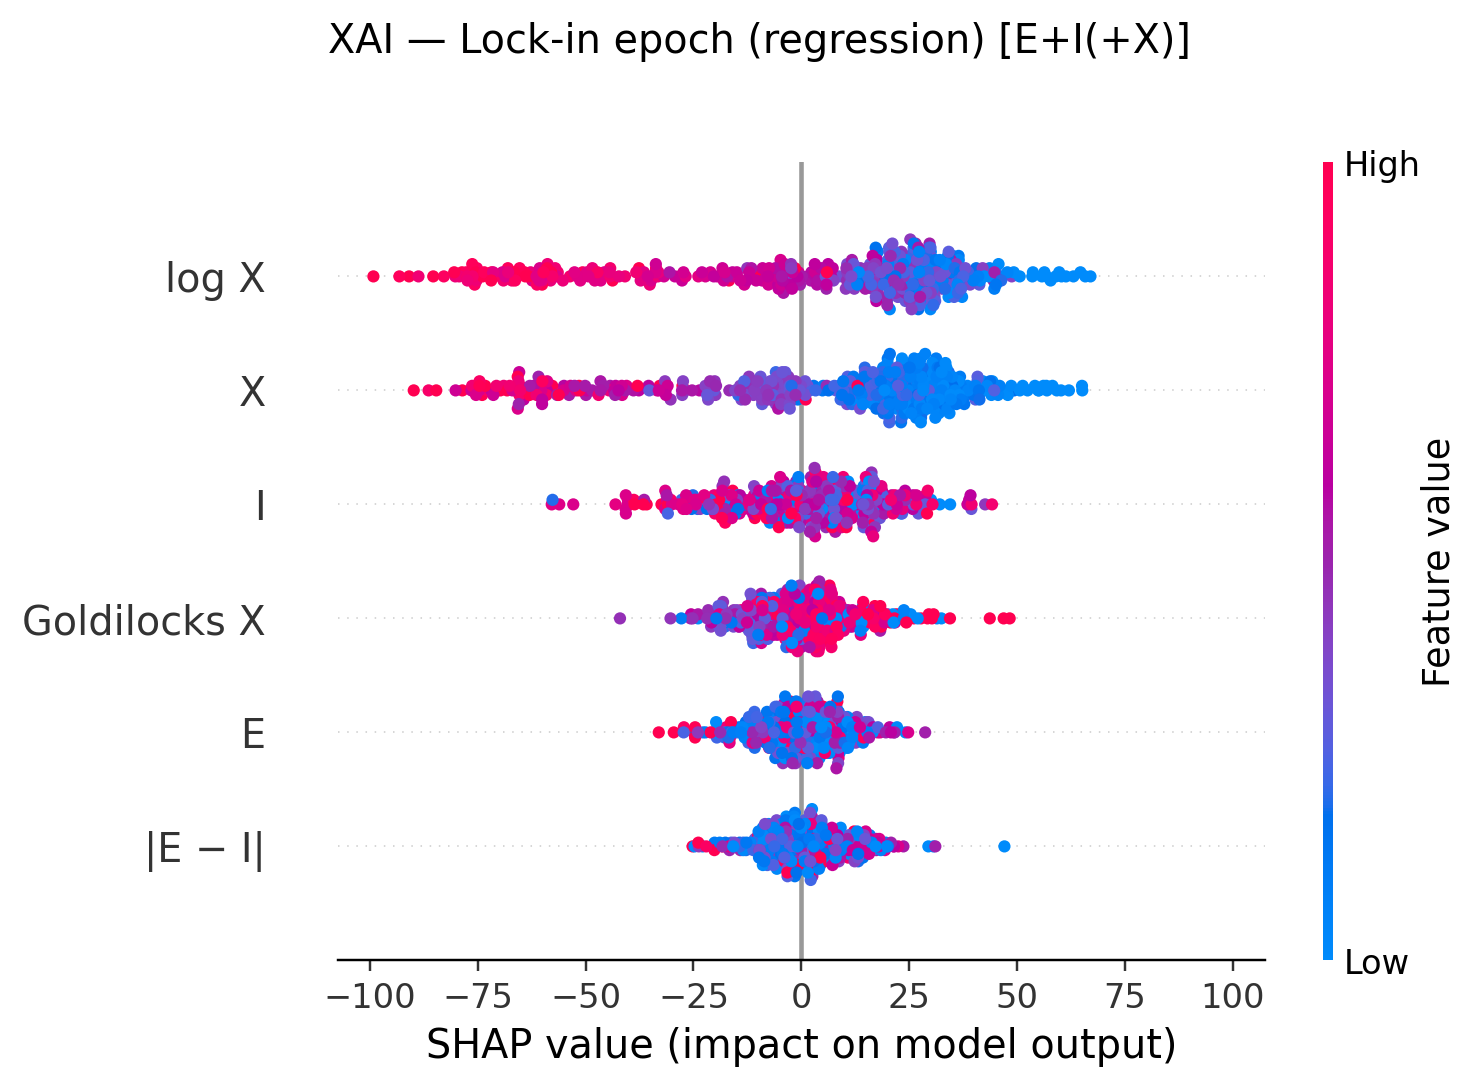 XAI — Lock-in epoch (regression) [E+I(+X)]
High
log X
X
I
Goldilocks X
E
|E − I|
Feature value
Low
−100 −75 −50 −25 0 25 50 75 100
SHAP value (impact on model output)